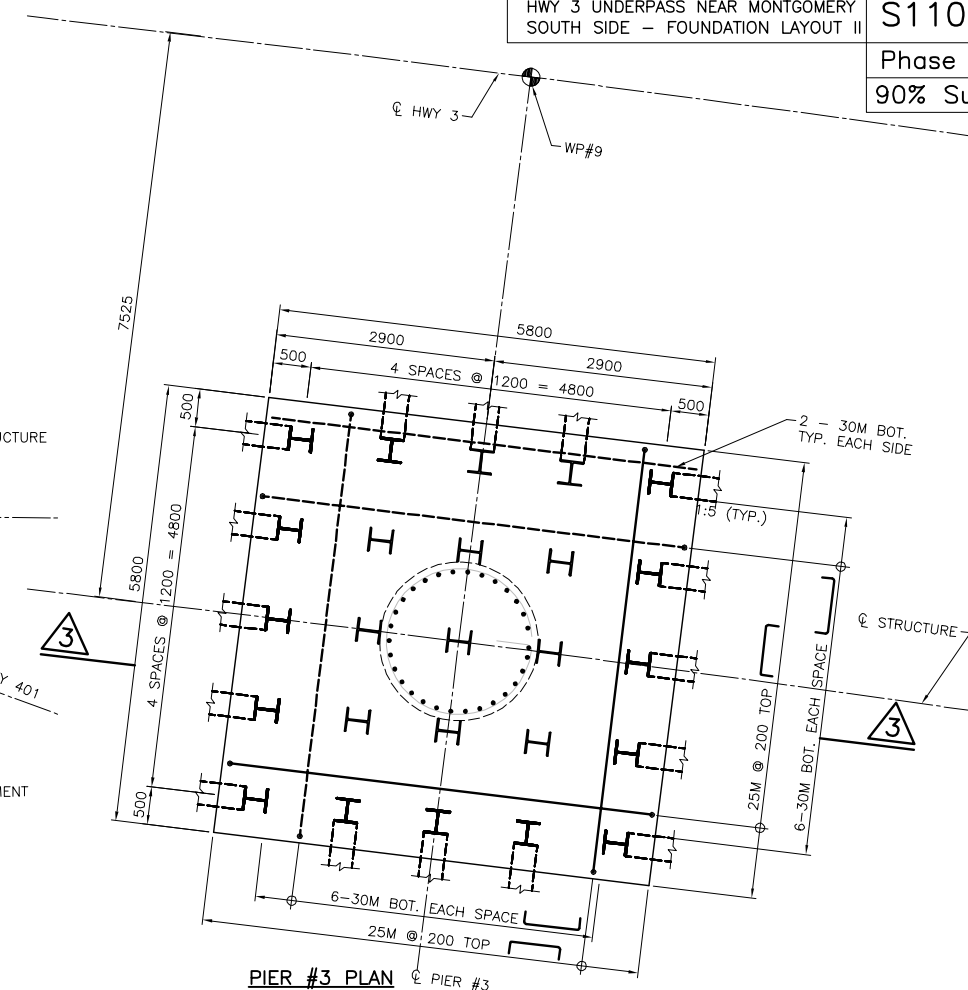 HWY 3 UNDERPASS NEAR MONTGOMERY
SOUTH SIDE – FOUNDATION LAYOUT II
S110
Phase
90% Su
℄ HWY 3
WP#9
7525
5800
2900
2900
500
4 SPACES @ 1200 = 4800
500
2 – 30M BOT.
TYP. EACH SIDE
UCTURE
500
1:5 (TYP.)
4 SPACES @ 1200 = 4800
5800
℄ STRUCTURE
3
3
Y 401
25M @ 200 TOP
6–30M BOT. EACH SPACE
MENT
500
6–30M BOT. EACH SPACE
25M @ 200 TOP
PIER #3 PLAN
℄ PIER #3